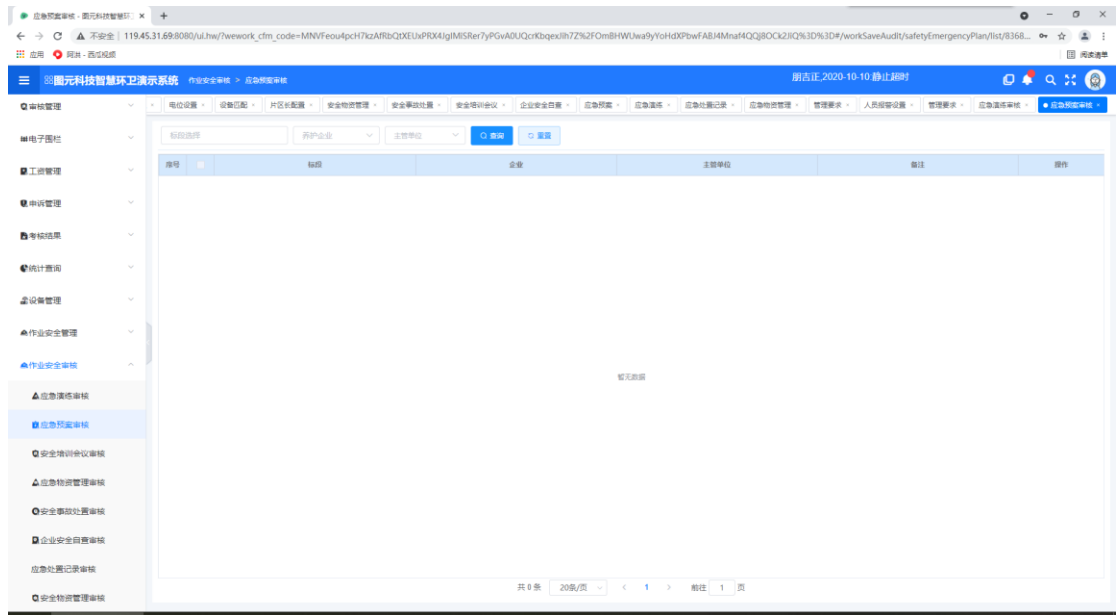 应急预案审核 - 图元科技智慧环
不安全 | 119.45.31.69:8080/ui.hw/?wework_cfm_code=MNVFeou4pcH7kzAfRbQtXEUxPRX4JgIMISRer7yPGvA0UQcrKbqexJih7Z%2FOmBHWUwa9yYoHdXPbwFABJ4Mnaf4QQj8OCk2JIQ%3D%3D#/workSaveAudit/safetyEmergencyPlan/list/8368...
应用 阿洪 - 西瓜视频 阅读清单
图元科技智慧环卫演示系统 作业安全审核 > 应急预案审核 朋吉正,2020-10-10 静止超时
电位设置 × 设备匹配 × 片区长配置 × 安全物资管理 × 安全事故处置 × 安全培训会议 × 企业安全自查 × 应急预案 × 应急演练 × 应急处置记录 × 应急物资管理 × 管理要求 × 人员报警设置 × 管理要求 × 应急演练审核 × 应急预案审核 ×
标段选择 养护企业 主管单位 查询 重置
序号 标段 企业 主管单位 备注 操作
暂无数据
共 0 条 20条/页 < 1 > 前往 1 页
审核管理
电子围栏
工资管理
申诉管理
考核结果
统计查询
设备管理
作业安全管理
作业安全审核
应急演练审核
应急预案审核
安全培训会议审核
应急物资管理审核
安全事故处置审核
企业安全自查审核
应急处置记录审核
安全物资管理审核